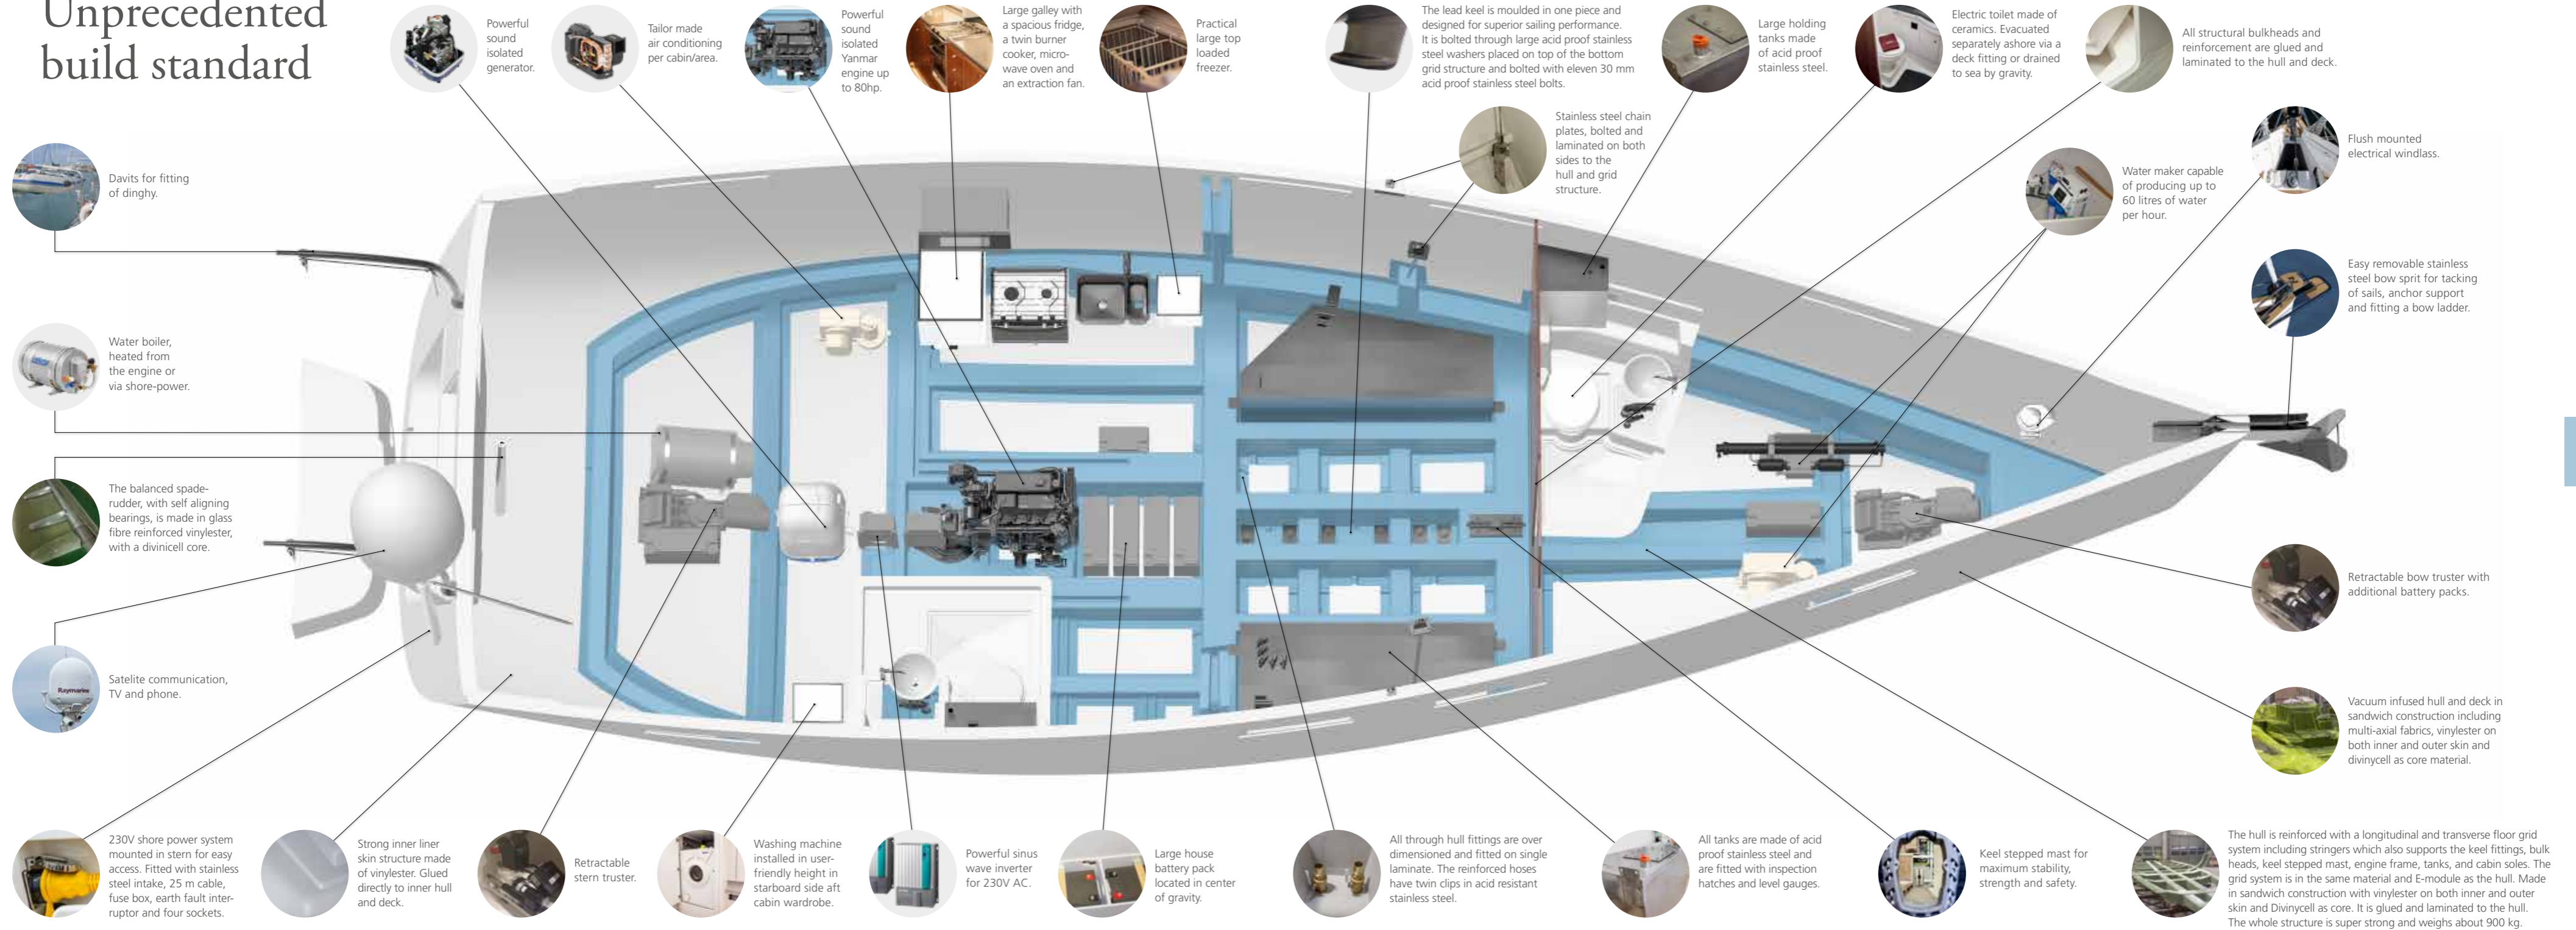 Unprecedented
build standard
Powerful
sound
isolated
generator.
Tailor made
air conditioning
per cabin/area.
Powerful
sound
isolated
Yanmar
engine up
to 80hp.
Large galley with
a spacious fridge,
a twin burner
cooker, micro-
wave oven and
an extraction fan.
Practical
large top
loaded
freezer.
The lead keel is moulded in one piece and
designed for superior sailing performance.
It is bolted through large acid proof stainless
steel washers placed on top of the bottom
grid structure and bolted with eleven 30 mm
acid proof stainless steel bolts.
Large holding
tanks made
of acid proof
stainless steel.
Electric toilet made of
ceramics. Evacuated
separately ashore via a
deck fitting or drained
to sea by gravity.
All structural bulkheads and
reinforcement are glued and
laminated to the hull and deck.
Stainless steel chain
plates, bolted and
laminated on both
sides to the
hull and grid
structure.
Flush mounted
electrical windlass.
Water maker capable
of producing up to
60 litres of water
per hour.
Davits for fitting
of dinghy.
Easy removable stainless
steel bow sprit for tacking
of sails, anchor support
and fitting a bow ladder.
Water boiler,
heated from
the engine or
via shore-power.
The balanced spade-
rudder, with self aligning
bearings, is made in glass
fibre reinforced vinylester,
with a divinicell core.
Retractable bow truster with
additional battery packs.
Satelite communication,
TV and phone.
Raymarine
Vacuum infused hull and deck in
sandwich construction including
multi-axial fabrics, vinylester on
both inner and outer skin and
divinycell as core material.
230V shore power system
mounted in stern for easy
access. Fitted with stainless
steel intake, 25 m cable,
fuse box, earth fault inter-
ruptor and four sockets.
Strong inner liner
skin structure made
of vinylester. Glued
directly to inner hull
and deck.
Retractable
stern truster.
Washing machine
installed in user-
friendly height in
starboard side aft
cabin wardrobe.
Powerful sinus
wave inverter
for 230V AC.
Large house
battery pack
located in center
of gravity.
All through hull fittings are over
dimensioned and fitted on single
laminate. The reinforced hoses
have twin clips in acid resistant
stainless steel.
All tanks are made of acid
proof stainless steel and
are fitted with inspection
hatches and level gauges.
Keel stepped mast for
maximum stability,
strength and safety.
The hull is reinforced with a longitudinal and transverse floor grid
system including stringers which also supports the keel fittings, bulk
heads, keel stepped mast, engine frame, tanks, and cabin soles. The
grid system is in the same material and E-module as the hull. Made
in sandwich construction with vinylester on both inner and outer
skin and Divinycell as core. It is glued and laminated to the hull.
The whole structure is super strong and weighs about 900 kg.